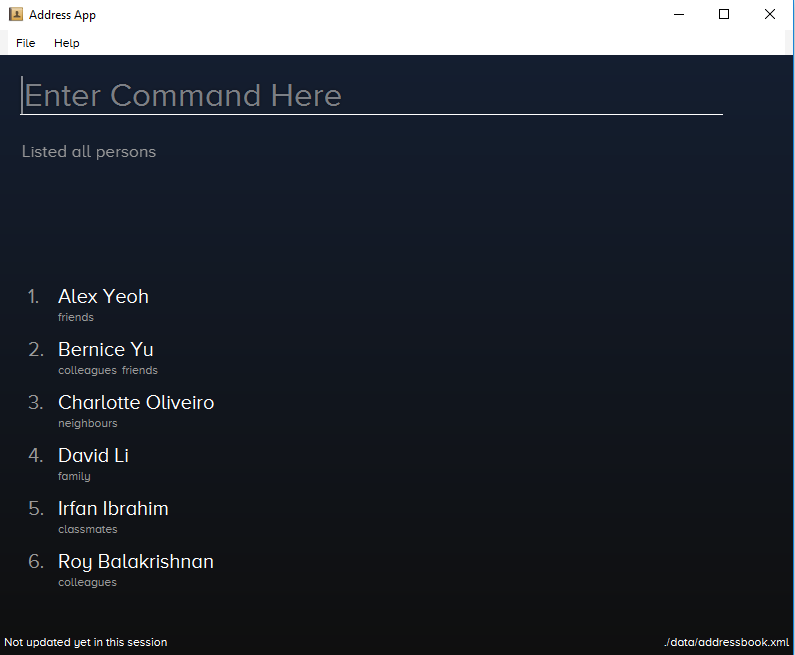 Address App
File Help
Enter Command Here
Listed all persons
1. Alex Yeoh
friends
2. Bernice Yu
colleagues friends
3. Charlotte Oliveiro
neighbours
4. David Li
family
5. Irfan Ibrahim
classmates
6. Roy Balakrishnan
colleagues
Not updated yet in this session ./data/addressbook.xml